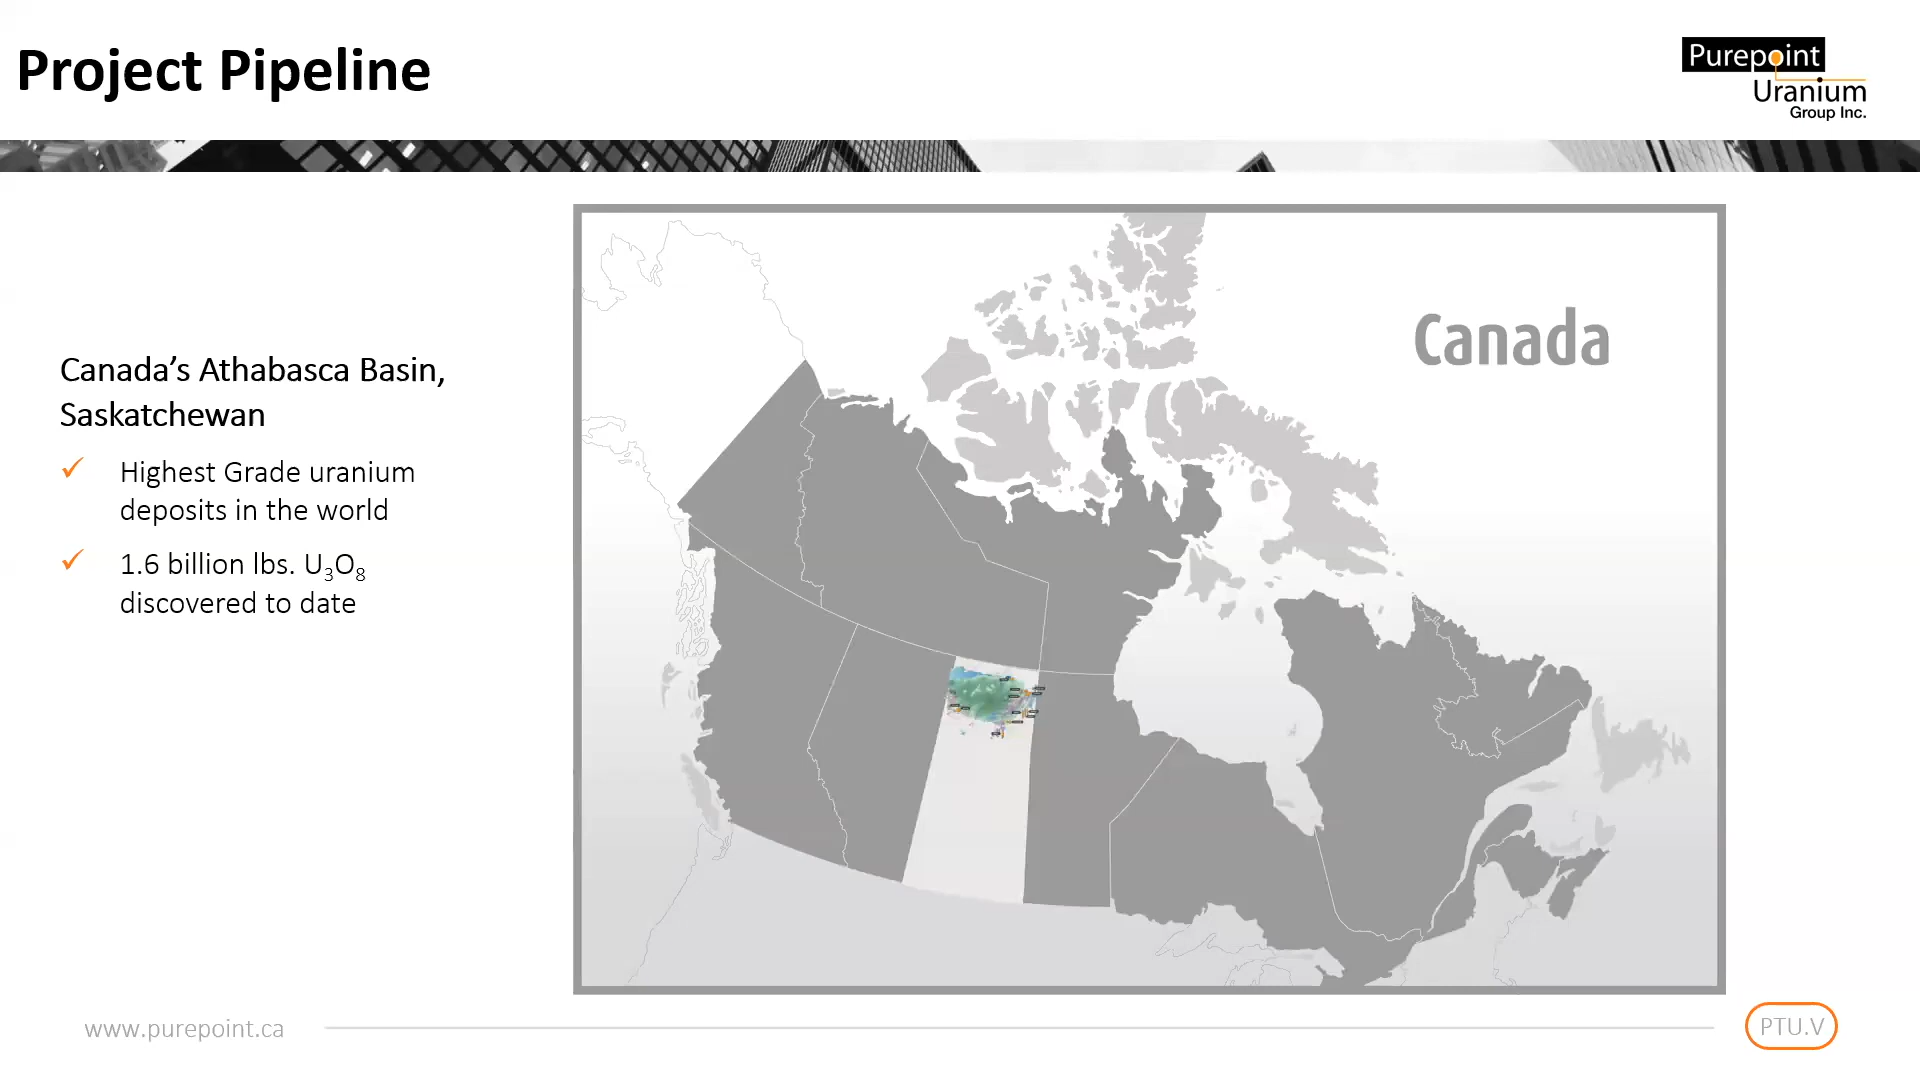 Project Pipeline
Purepoint
Uranium
Group Inc.
Canada’s Athabasca Basin,
Saskatchewan
✓ Highest Grade uranium
deposits in the world
✓ 1.6 billion lbs. U₃O₈
discovered to date
Canada
www.purepoint.ca
PTU.V